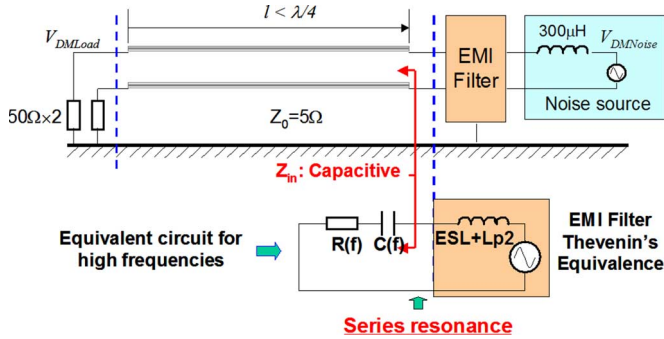 l < λ/4
V_DMLoad
EMI
Filter
300μH
V_DMNoise
Noise source
50Ω×2
Z₀=5Ω
Z_in: Capacitive
Equivalent circuit for
high frequencies
R(f)
C(f)
ESL+Lp2
EMI Filter
Thevenin's
Equivalence
Series resonance